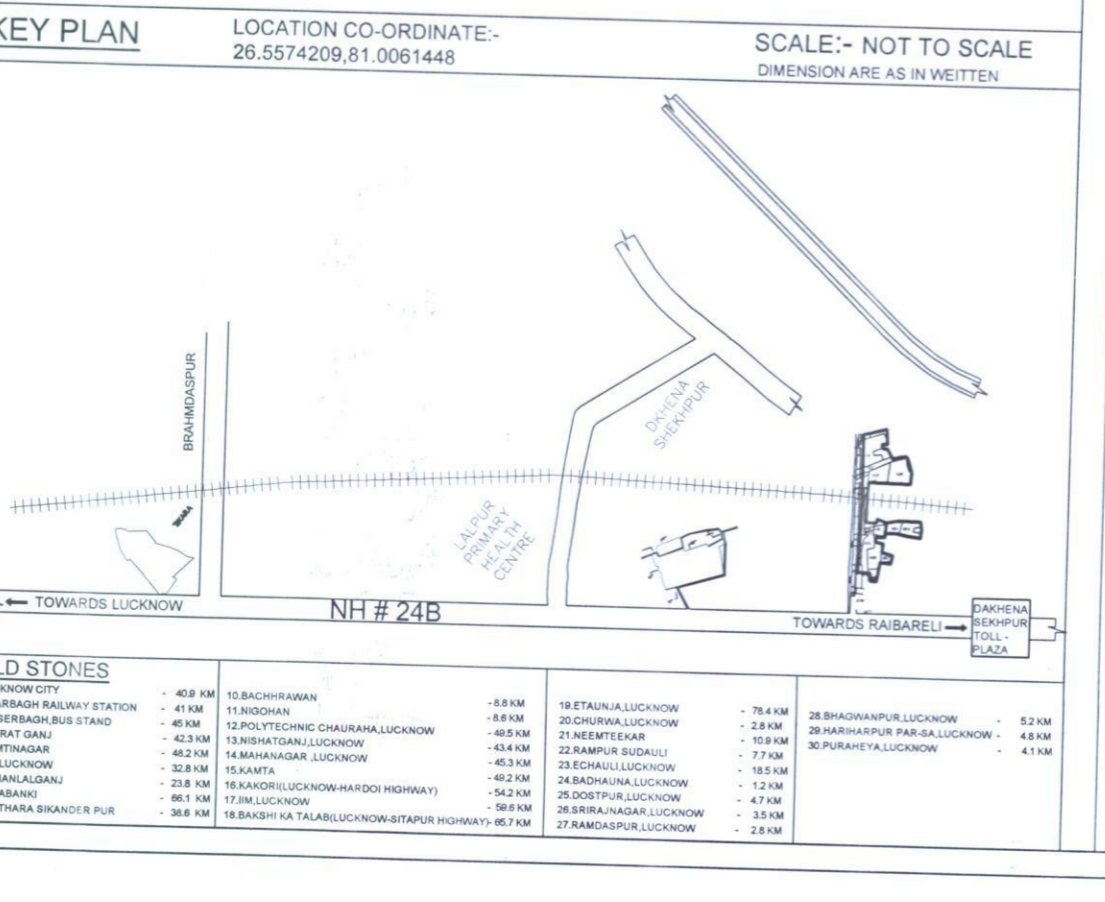 KEY PLAN
LOCATION CO-ORDINATE:-
26.5574209,81.0061448
SCALE:- NOT TO SCALE
DIMENSION ARE AS IN WEITTEN
BRAHMDASPUR
DKHENA
SHEKHPUR
LALPUR
PRIMARY
HEALTH
CENTRE
TOWARDS LUCKNOW
NH # 24B
TOWARDS RAIBARELI
DAKHENA
SEKHPUR
TOLL -
PLAZA
LD STONES
KNOW CITY - 40.9 KM
ARBAGH RAILWAY STATION - 41 KM
SERBAGH,BUS STAND - 45 KM
RAT GANJ - 42.3 KM
MTINAGAR - 48.2 KM
LUCKNOW - 32.8 KM
ANLALGANJ - 23.8 KM
ABANKI - 66.1 KM
THARA SIKANDER PUR - 38.6 KM
10.BACHHRAWAN -8.8 KM
11.NIGOHAN -8.6 KM
12.POLYTECHNIC CHAURAHA,LUCKNOW -49.5 KM
13.NISHATGANJ,LUCKNOW -43.4 KM
14.MAHANAGAR ,LUCKNOW -45.3 KM
15.KAMTA -49.2 KM
16.KAKORI(LUCKNOW-HARDOI HIGHWAY) -54.2 KM
17.IIM,LUCKNOW - 59.6 KM
18.BAKSHI KA TALAB(LUCKNOW-SITAPUR HIGHWAY)- 65.7 KM
19.ETAUNJA,LUCKNOW - 78.4 KM
20.CHURWA,LUCKNOW - 2.8 KM
21.NEEMTEEKAR - 10.9 KM
22.RAMPUR SUDAULI - 7.7 KM
23.ECHAULI,LUCKNOW - 18.5 KM
24.BADHAUNA,LUCKNOW - 1.2 KM
25.DOSTPUR,LUCKNOW - 4.7 KM
26.SRIRAJNAGAR,LUCKNOW - 3.5 KM
27.RAMDASPUR,LUCKNOW - 2.8 KM
28.BHAGWANPUR,LUCKNOW - 5.2 KM
29.HARIHARPUR PAR-SA,LUCKNOW - 4.8 KM
30.PURAHEYA,LUCKNOW - 4.1 KM